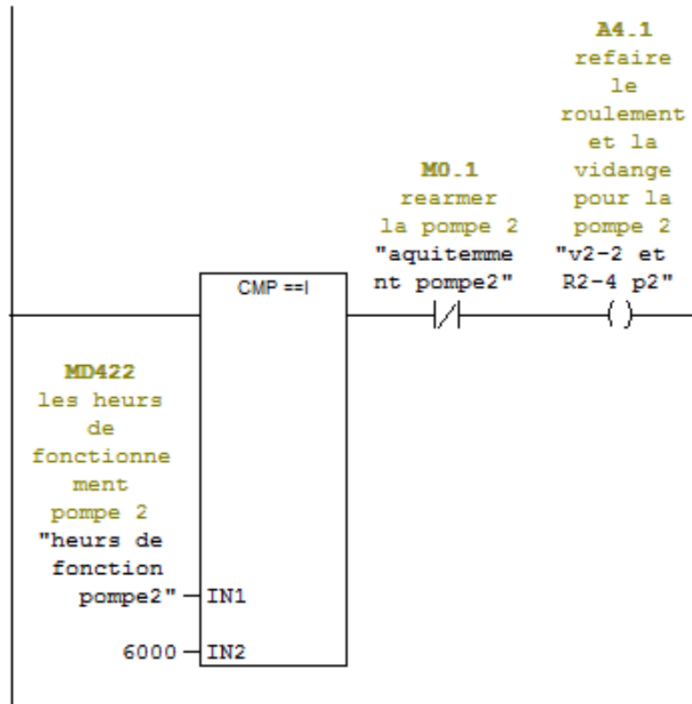 A4.1
refaire
le
roulement
et la
vidange
pour la
pompe 2
"v2-2 et
R2-4 p2"
M0.1
rearmer
la pompe 2
"aquitemme
nt pompe2"
CMP ==I
MD422
les heurs
de
fonctionne
ment
pompe 2
"heurs de
fonction
pompe2"
IN1
6000
IN2